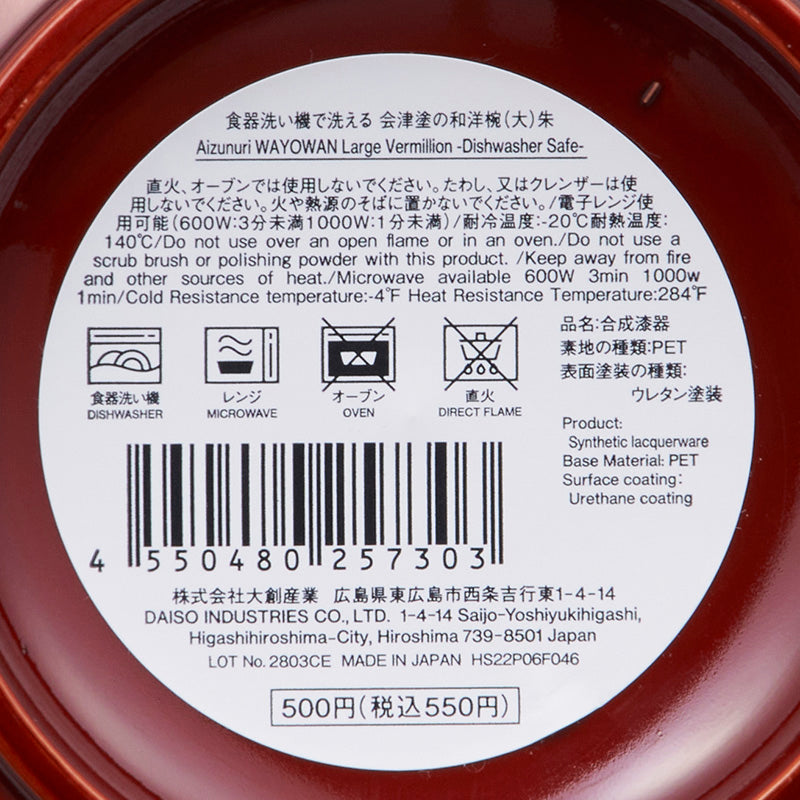 食器洗い機で洗える 会津塗の和洋椀(大)朱
Aizunuri WAYOWAN Large Vermillion -Dishwasher Safe-
直火、オーブンでは使用しないでください。たわし、又はクレンザーは使
用しないでください。火や熱源のそばに置かないでください。/電子レンジ使
用可能(600W:3分未満1000W:1分未満)/耐冷温度:-20℃耐熱温度:
140℃/Do not use over an open flame or in an oven./Do not use a
scrub brush or polishing powder with this product. /Keep away from fire
and other sources of heat./Microwave available 600W 3min 1000w
1min/Cold Resistance temperature:-4℉ Heat Resistance Temperature:284℉
食器洗い機
DISHWASHER
レンジ
MICROWAVE
オーブン
OVEN
直火
DIRECT FLAME
品名:合成漆器
素地の種類:PET
表面塗装の種類:
ウレタン塗装
Product:
Synthetic lacquerware
Base Material: PET
Surface coating:
Urethane coating
4 550480 257303
株式会社大創産業 広島県東広島市西条吉行東1-4-14
DAISO INDUSTRIES CO., LTD. 1-4-14 Saijo-Yoshiyukihigashi,
Higashihiroshima-City, Hiroshima 739-8501 Japan
LOT No. 2803CE MADE IN JAPAN HS22P06F046
500円(税込550円)